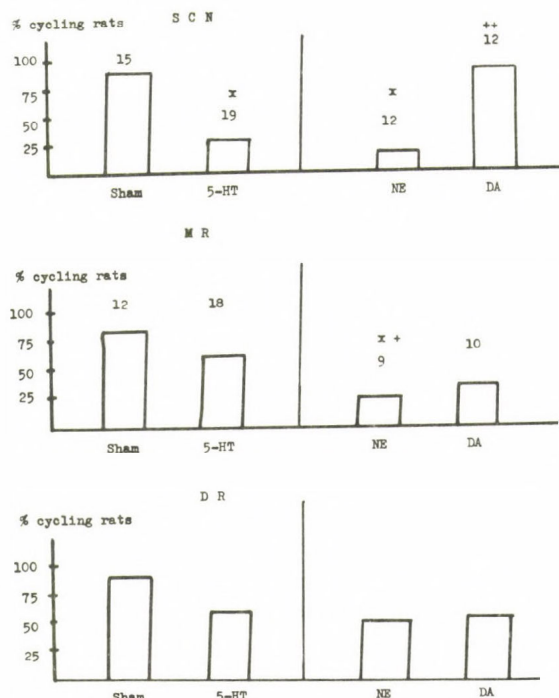 % cycling rats
S C N
++
15
12
100
x
x
75
19
12
50
25
Sham
5-HT
NE
DA
M R
% cycling rats
12
18
100
x +
10
75
9
50
25
Sham
5-HT
NE
DA
D R
% cycling rats
100
75
50
25
Sham
5-HT
NE
DA